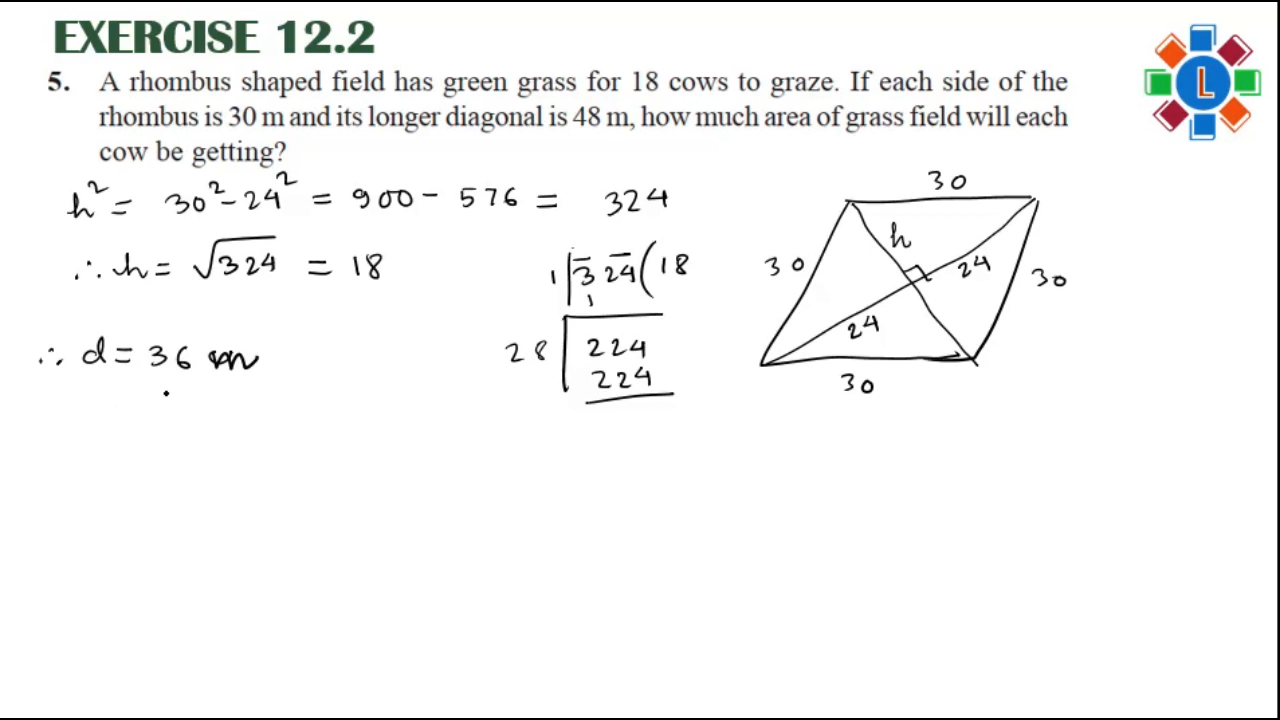 EXERCISE 12.2
5. A rhombus shaped field has green grass for 18 cows to graze. If each side of the
rhombus is 30 m and its longer diagonal is 48 m, how much area of grass field will each
cow be getting?
h² = 30² - 24² = 900 - 576 = 324
∴ h = √324 = 18
1 | 324 ( 18
1
28 | 224
224
∴ d = 36 m
30
30
h
24
30
24
30
L